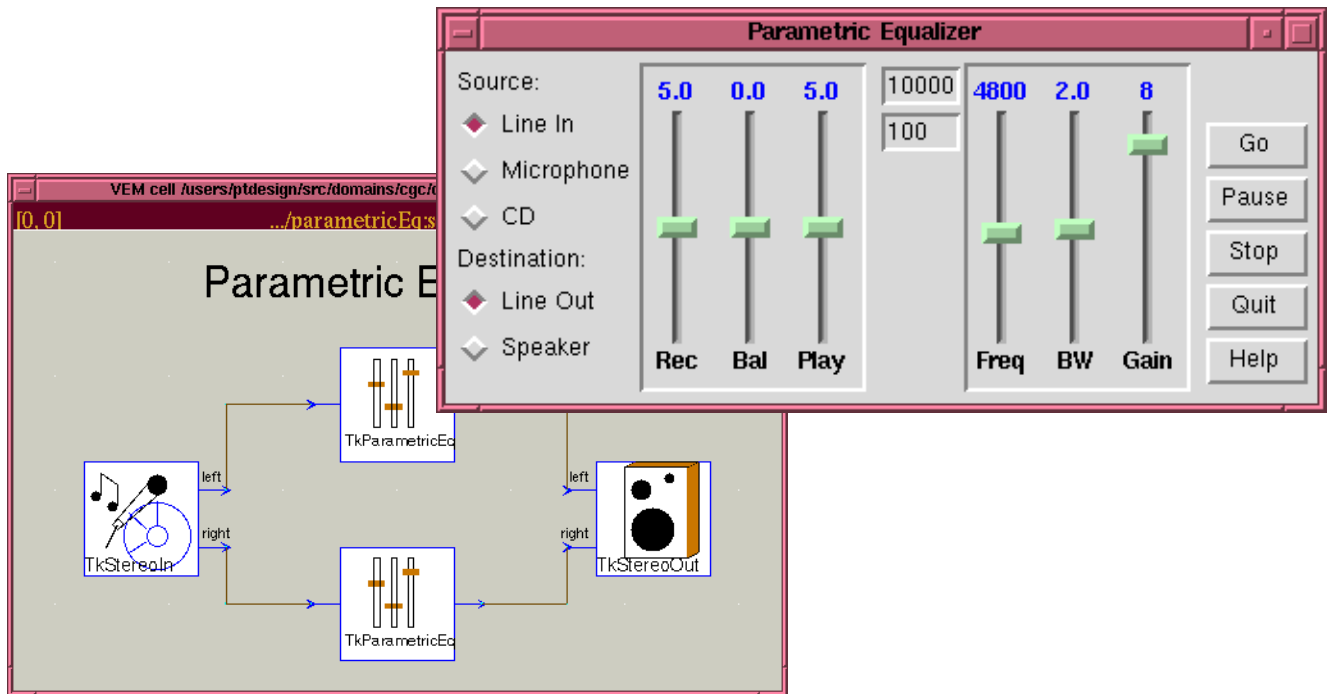 Parametric Equalizer
Source:
Line In
Microphone
CD
Destination:
Line Out
Speaker
5.0 0.0 5.0
Rec Bal Play
10000
100
4800 2.0 8
Freq BW Gain
Go
Pause
Stop
Quit
Help
VEM cell /users/ptdesign/src/domains/cgc/
[0, 0] .../parametricEq:s
Parametric E
TkParametricEq
left
right
TkStereoIn
left
right
TkStereoOut
TkParametricEq